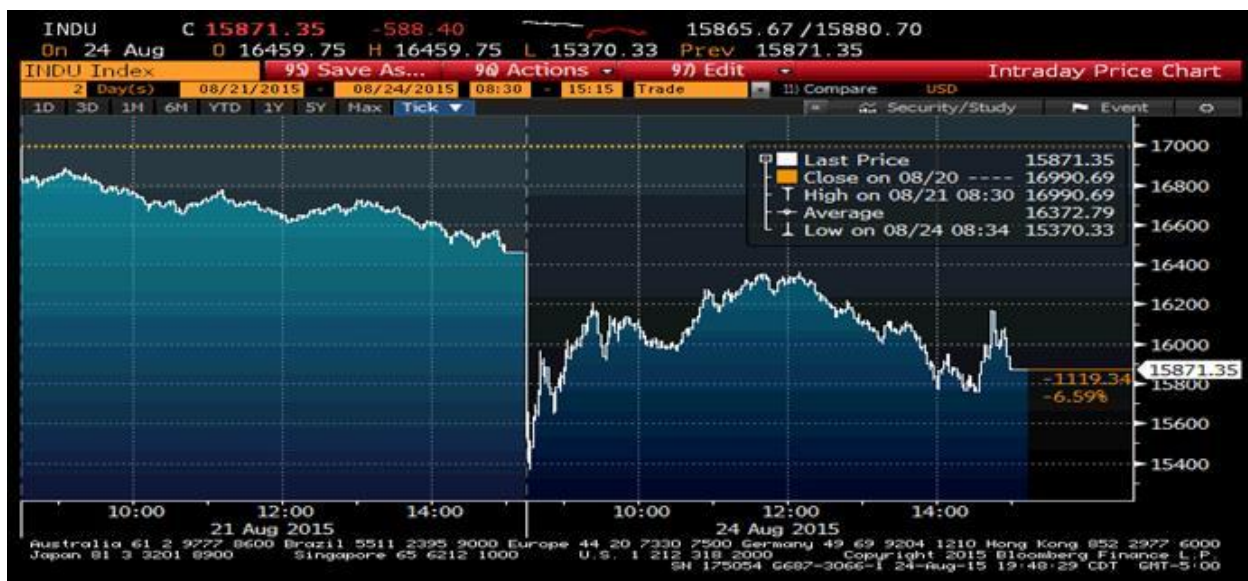 INDU C 15871.35 -588.40 15865.67/15880.70
On 24 Aug O 16459.75 H 16459.75 L 15370.33 Prev 15871.35
INDU Index 95) Save As... 96) Actions 97) Edit Intraday Price Chart
2 Day(s) 08/21/2015 - 08/24/2015 08:30 - 15:15 Trade 11) Compare USD
1D 3D 1M 6M YTD 1Y 5Y Max Tick ▼ Security/Study Event
Last Price 15871.35
Close on 08/20 ---- 16990.69
High on 08/21 08:30 16990.69
Average 16372.79
Low on 08/24 08:34 15370.33
17000
16800
16600
16400
16200
16000
15871.35
-1119.34
15800
-6.59%
15600
15400
10:00 12:00 14:00 10:00 12:00 14:00
21 Aug 2015 24 Aug 2015
Australia 61 2 9777 8600 Brazil 5511 2395 9000 Europe 44 20 7330 7500 Germany 49 69 9204 1210 Hong Kong 852 2977 6000
Japan 81 3 3201 8900 Singapore 65 6212 1000 U.S. 1 212 318 2000 Copyright 2015 Bloomberg Finance L.P.
SN 175054 G687-3066-1 24-Aug-15 19:48:29 CDT GMT-5:00